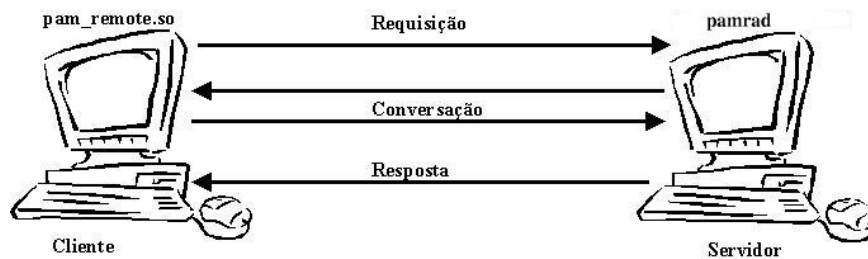 pam_remote.so
Requisição
pamrad
Conversação
Resposta
Cliente
Servidor